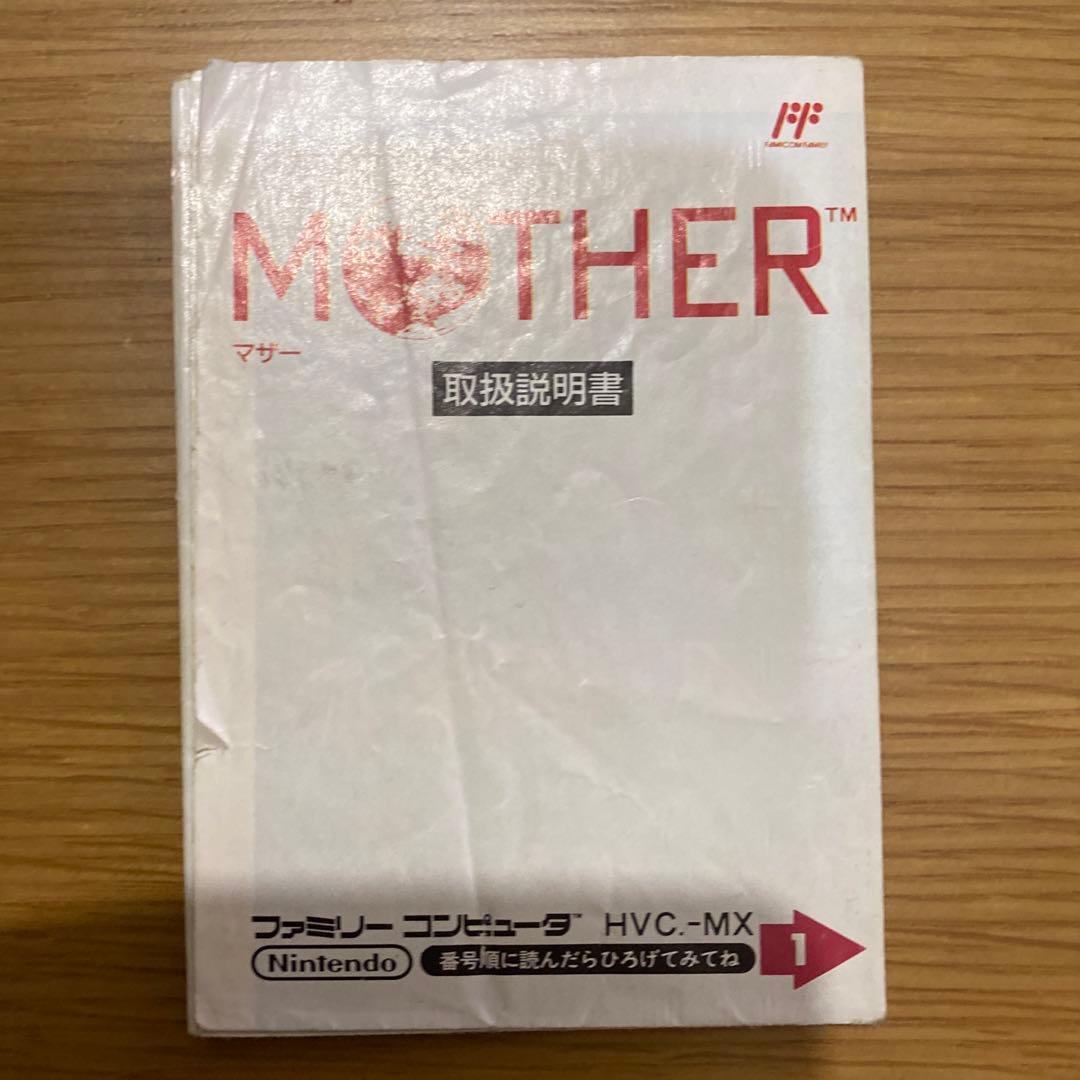 FAMICOM FAMILY
MOTHER™
マザー
取扱説明書
ファミリー コンピュータ™ HVC.-MX
Nintendo 番号順に読んだらひろげてみてね 1